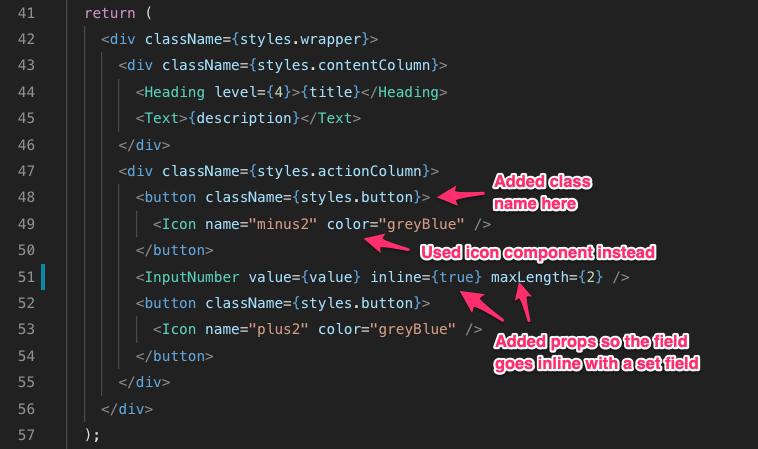 41 return (
42 <div className={styles.wrapper}>
43 <div className={styles.contentColumn}>
44 <Heading level={4}>{title}</Heading>
45 <Text>{description}</Text>
46 </div>
47 <div className={styles.actionColumn}>
48 <button className={styles.button}>
Added class
name here
49 <Icon name="minus2" color="greyBlue" />
50 </button>
Used icon component instead
51 <InputNumber value={value} inline={true} maxLength={2} />
52 <button className={styles.button}>
53 <Icon name="plus2" color="greyBlue" />
Added props so the field
goes inline with a set field
54 </button>
55 </div>
56 </div>
57 );